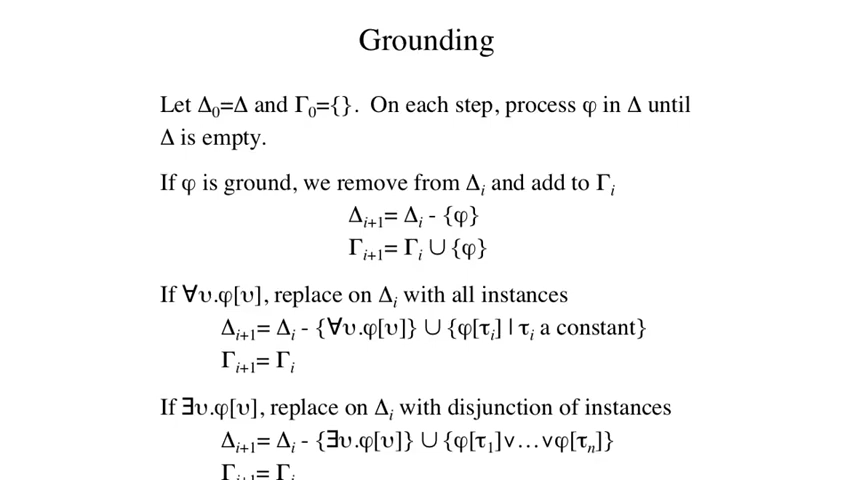 Grounding
Let Δ₀=Δ and Γ₀={}. On each step, process φ in Δ until
Δ is empty.
If φ is ground, we remove from Δᵢ and add to Γᵢ
Δᵢ₊₁= Δᵢ - {φ}
Γᵢ₊₁= Γᵢ ∪ {φ}
If ∀υ.φ[υ], replace on Δᵢ with all instances
Δᵢ₊₁= Δᵢ - {∀υ.φ[υ]} ∪ {φ[τᵢ] | τᵢ a constant}
Γᵢ₊₁= Γᵢ
If ∃υ.φ[υ], replace on Δᵢ with disjunction of instances
Δᵢ₊₁= Δᵢ - {∃υ.φ[υ]} ∪ {φ[τ₁]∨…∨φ[τₙ]}
Γᵢ₊₁= Γᵢ